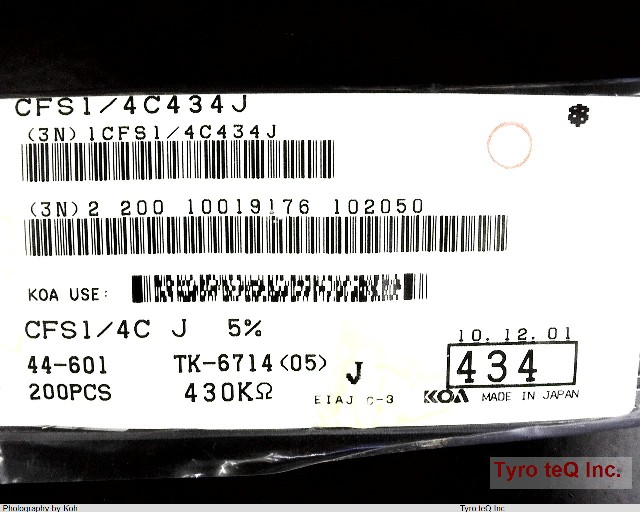 CFS1/4C434J
(3N)1CFS1/4C434J
(3N)2 200 10019176 102050
KOA USE:
CFS1/4C J 5%
10.12.01
44-601 TK-6714(05) J 434
200PCS 430KΩ EIAJ C-3 KOA MADE IN JAPAN
Tyro teQ Inc.
Photography by Koh Tyro teQ Inc